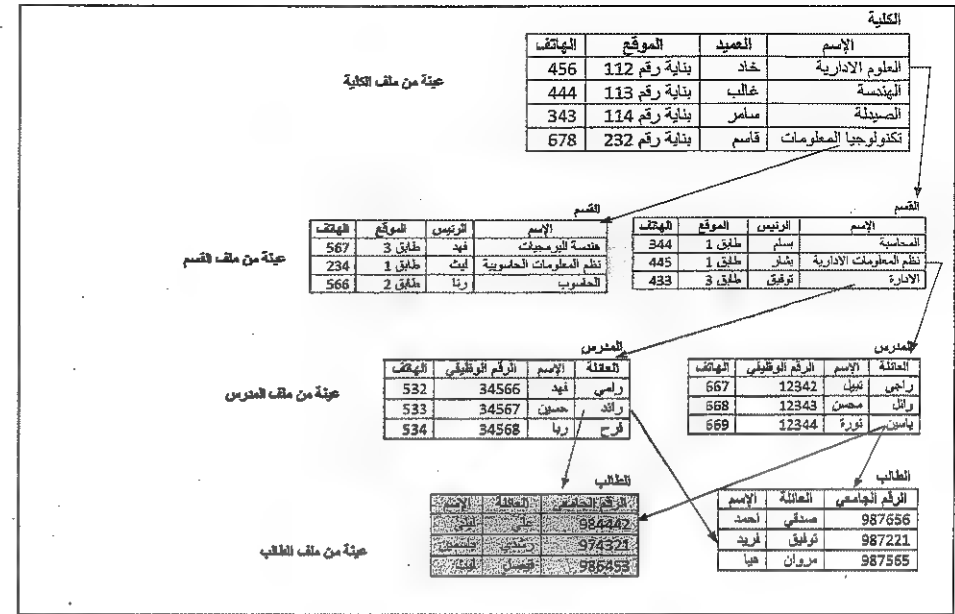 الكلية
الإسم العميد الموقع الهاتف
العلوم الادارية خاد بناية رقم 112 456
الهندسة غالب بناية رقم 113 444
الصيدلة سامر بناية رقم 114 343
تكنولوجيا المعلومات قاسم بناية رقم 232 678
عينة من ملف الكلية
القسم
الإسم الرئيس الموقع الهاتف
المحاسبة بسلم طابق 1 344
نظم المعلومات الادارية بشار طابق 1 445
الادارة توفيق طابق 3 433
القسم
الإسم الرئيس الموقع الهاتف
هندسة البرمجيات فهد طابق 3 567
نظم المعلومات الحاسوبية ليث طابق 1 234
الحاسوب رنا طابق 2 566
عينة من ملف القسم
المدرس
العائلة الإسم الرقم الوظيفي الهاتف
راجي نبيل 12342 667
وائل محسن 12343 668
ياسين نورة 12344 669
المدرس
العائلة الإسم الرقم الوظيفي الهاتف
رامي فهد 34566 532
رائد حسين 34567 533
فرح ربا 34568 534
عينة من ملف المدرس
الطالب
الرقم الجامعي العائلة الإسم
987656 صدقي احمد
987221 توفيق فريد
987565 مروان هيا
الطالب
الرقم الجامعي العائلة الإسم
984442 علي
974321 رشدي
986453 فيصل
عينة من ملف الطالب